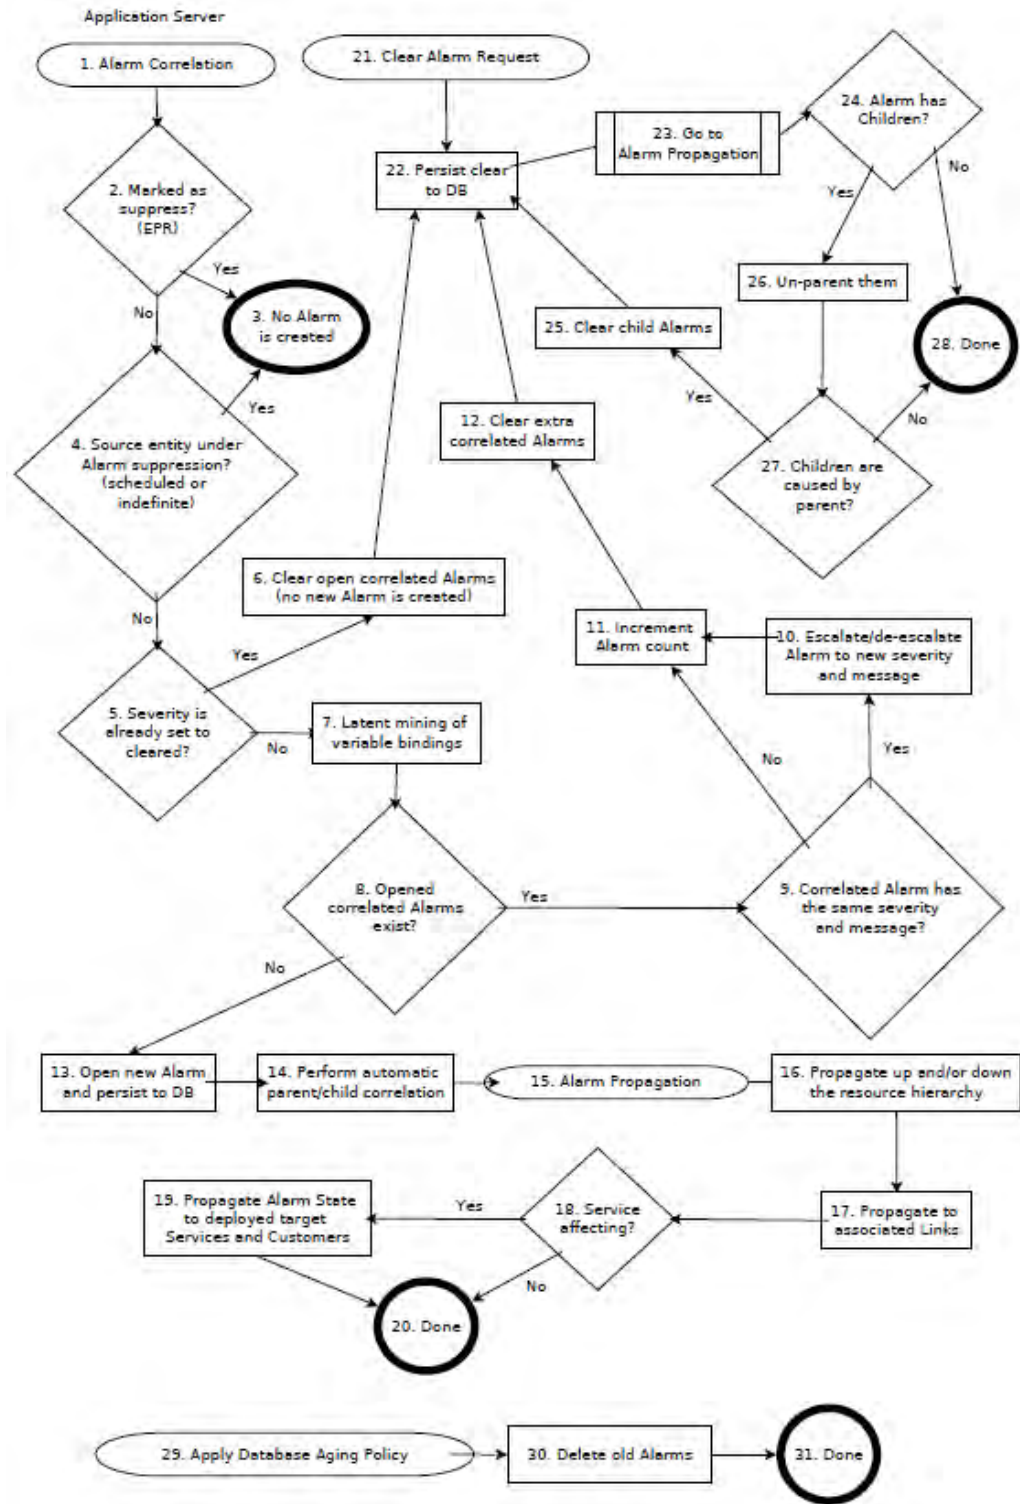 Application Server
1. Alarm Correlation
2. Marked as
suppress?
(EPR)
Yes
No
3. No Alarm
is created
4. Source entity under
Alarm suppression?
(scheduled or
indefinite)
Yes
No
5. Severity is
already set to
cleared?
Yes
No
6. Clear open correlated Alarms
(no new Alarm is created)
7. Latent mining of
variable bindings
8. Opened
correlated Alarms
exist?
Yes
No
9. Correlated Alarm has
the same severity
and message?
Yes
No
10. Escalate/de-escalate
Alarm to new severity
and message
11. Increment
Alarm count
12. Clear extra
correlated Alarms
13. Open new Alarm
and persist to DB
14. Perform automatic
parent/child correlation
15. Alarm Propagation
16. Propagate up and/or down
the resource hierarchy
17. Propagate to
associated Links
18. Service
affecting?
Yes
No
19. Propagate Alarm State
to deployed target
Services and Customers
20. Done
21. Clear Alarm Request
22. Persist clear
to DB
23. Go to
Alarm Propagation
24. Alarm has
Children?
Yes
No
25. Clear child Alarms
26. Un-parent them
27. Children are
caused by
parent?
Yes
No
28. Done
29. Apply Database Aging Policy
30. Delete old Alarms
31. Done